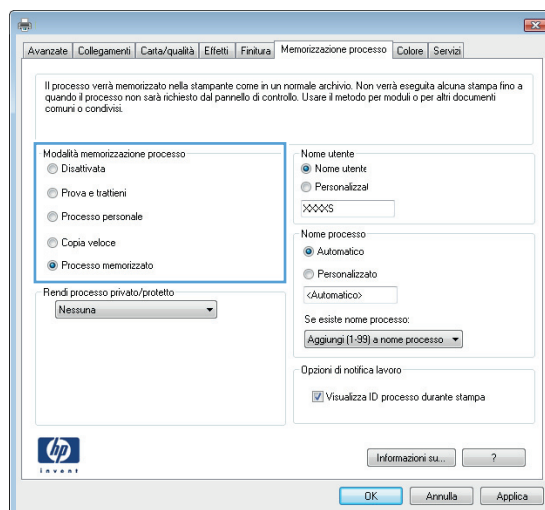 Avanzate Collegamenti Carta/qualità Effetti Finitura Memorizzazione processo Colore Servizi
Il processo verrà memorizzato nella stampante come in un normale archivio. Non verrà eseguita alcuna stampa fino a
quando il processo non sarà richiesto dal pannello di controllo. Usare il metodo per moduli o per altri documenti
comuni o condivisi.
Modalità memorizzazione processo
Disattivata
Prova e trattieni
Processo personale
Copia veloce
Processo memorizzato
Rendi processo privato/protetto
Nessuna
Nome utente
Nome utente
Personalizzal
XXXXS
Nome processo
Automatico
Personalizzato
<Automatico>
Se esiste nome processo:
Aggiungi (1-99) a nome processo
Opzioni di notifica lavoro
Visualizza ID processo durante stampa
hp
invent
Informazioni su... ?
OK Annulla Applica